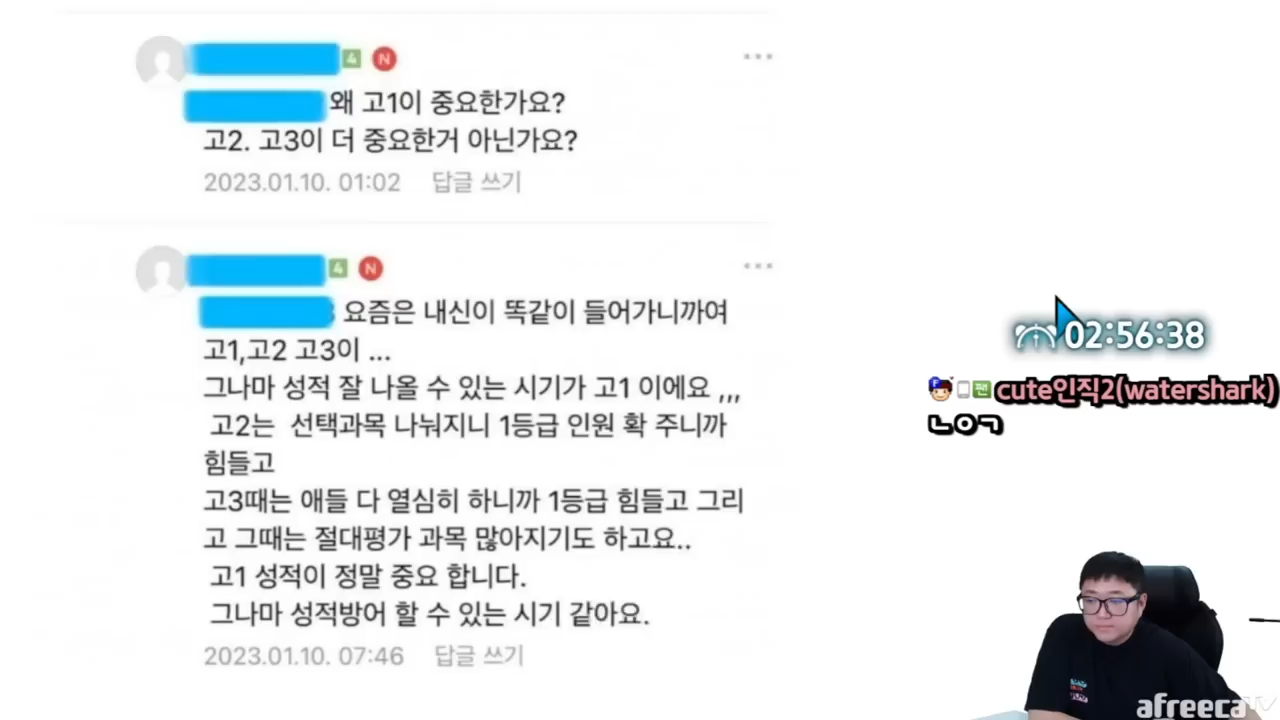 4 N
왜 고1이 중요한가요?
고2. 고3이 더 중요한거 아닌가요?
2023.01.10. 01:02 답글 쓰기
4 N
요즘은 내신이 똑같이 들어가니까여
고1,고2 고3이 ...
그나마 성적 잘 나올 수 있는 시기가 고1 이에요 ,,,
고2는 선택과목 나눠지니 1등급 인원 확 주니까
힘들고
고3때는 애들 다 열심히 하니까 1등급 힘들고 그리
고 그때는 절대평가 과목 많아지기도 하고요..
고1 성적이 정말 중요 합니다.
그나마 성적방어 할 수 있는 시기 같아요.
2023.01.10. 07:46 답글 쓰기
02:56:38
F 팬 cute인직2(watershark)
ㄴㅇㄱ
afreecaTV